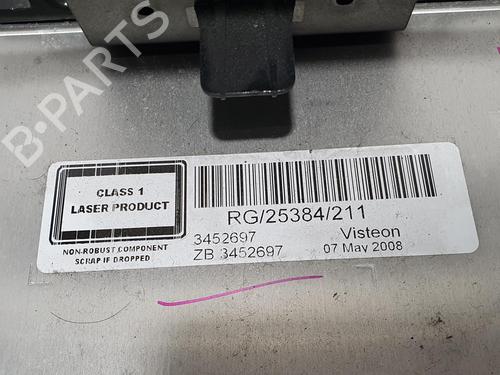 B-PARTS
CLASS 1
LASER PRODUCT
NON-ROBUST COMPONENT
SCRAP IF DROPPED
RG/25384/211
3452697 Visteon
ZB 3452697 07 May 2008